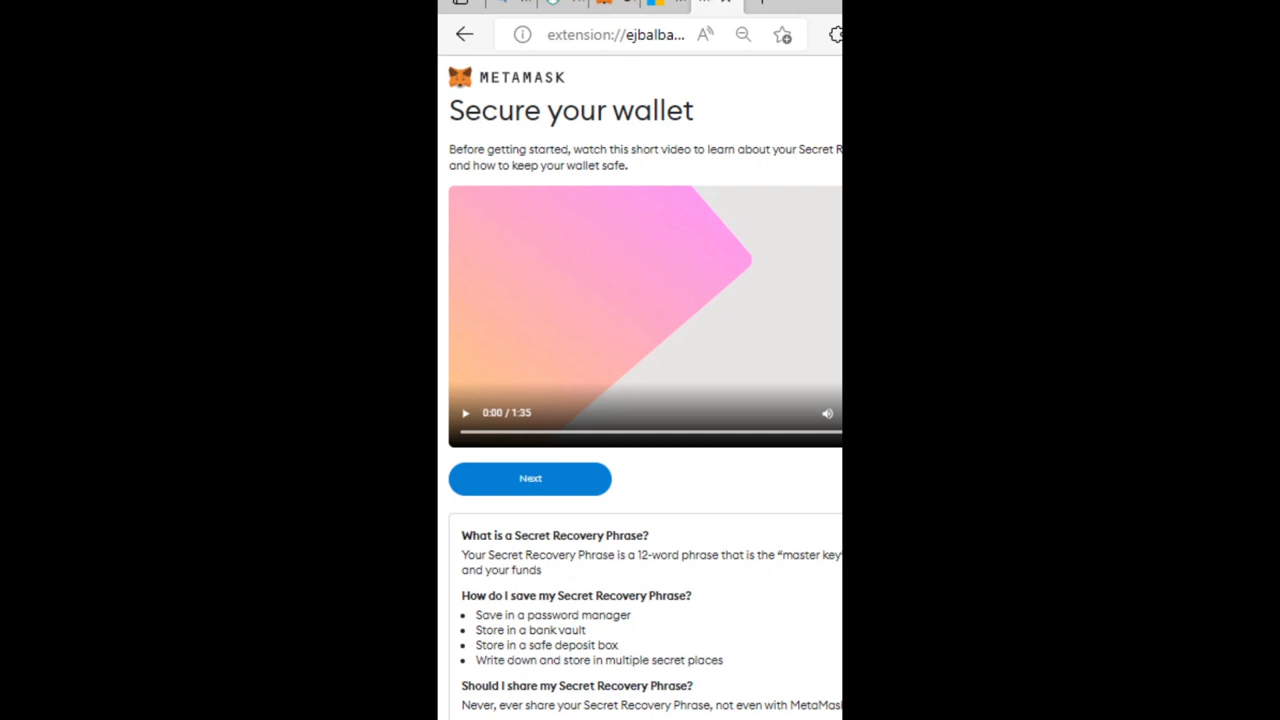 extension://ejbalba...
METAMASK
Secure your wallet
Before getting started, watch this short video to learn about your Secret
and how to keep your wallet safe.
0:00 / 1:35
Next
What is a Secret Recovery Phrase?
Your Secret Recovery Phrase is a 12-word phrase that is the “master key
and your funds
How do I save my Secret Recovery Phrase?
• Save in a password manager
• Store in a bank vault
• Store in a safe deposit box
• Write down and store in multiple secret places
Should I share my Secret Recovery Phrase?
Never, ever share your Secret Recovery Phrase, not even with